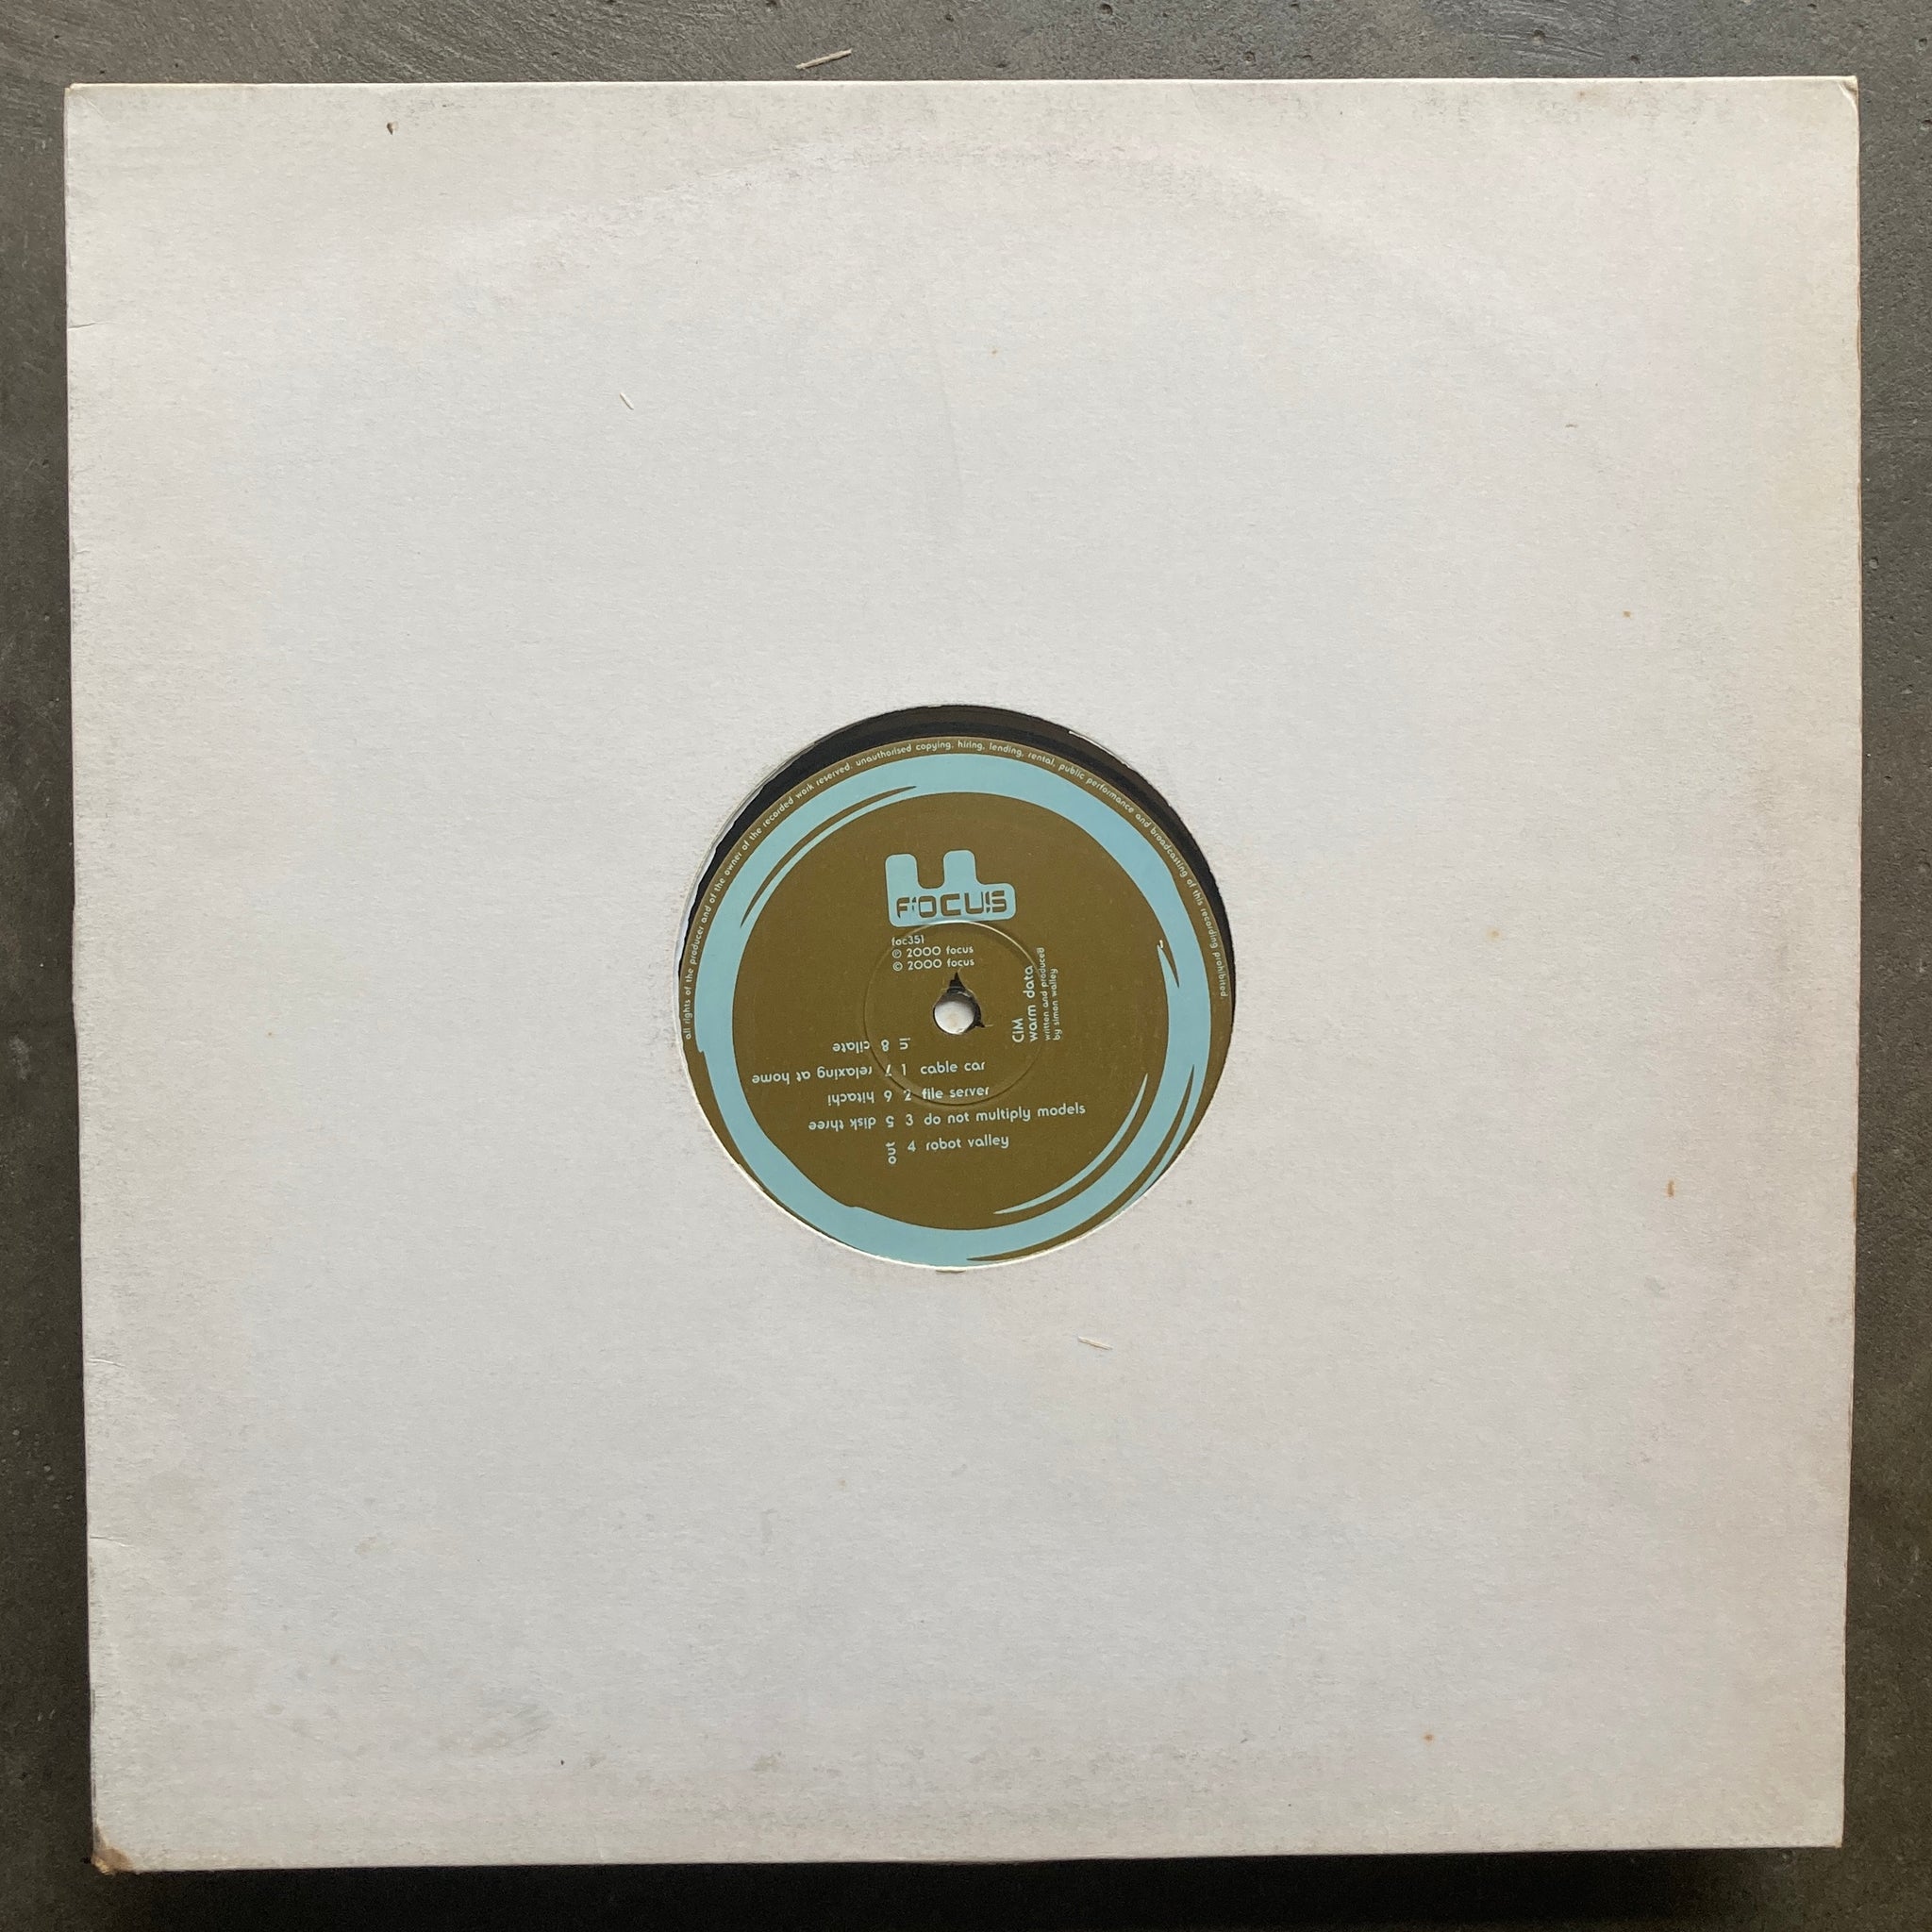 all rights of the producer and of the owner of the recorded work reserved. unauthorised copying, hiring, lending, rental, public performance and broadcasting of this recording prohibited.
FOCUS
foc351
℗ 2000 focus
© 2000 focus
CiM
warm data
written and produced
by simon walley
in
1 cable car
2 file server
3 do not multiply models
4 robot valley
out
5 disk three
6 hitachi
7 relaxing at home
8 cilate